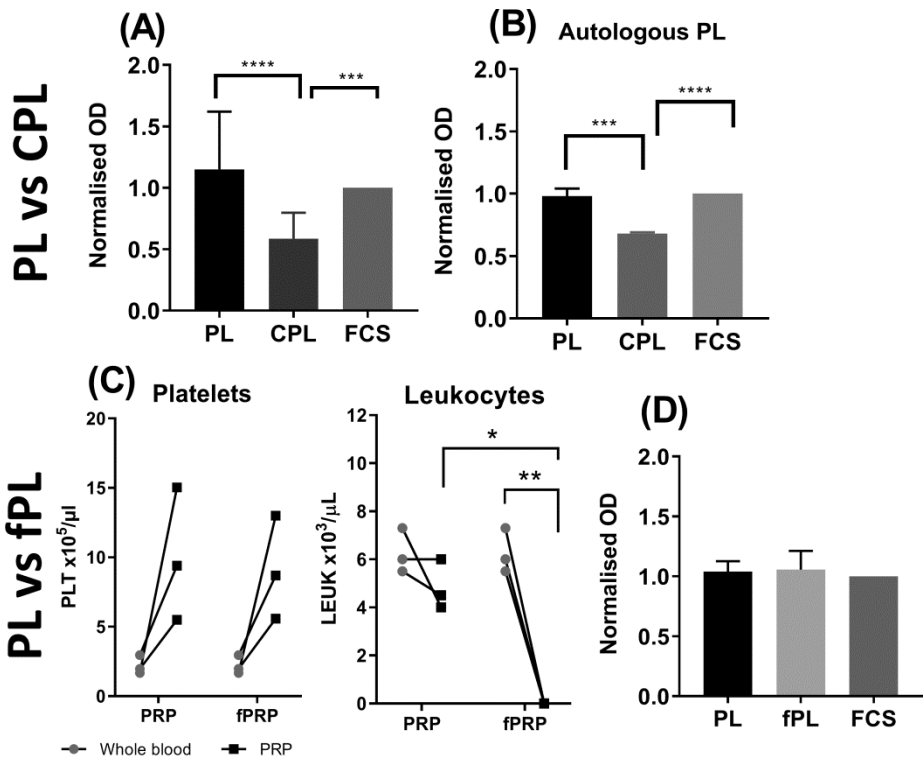 PL vs CPL
(A)
2.0
1.5
1.0
0.5
0.0
Normalised OD
****
***
PL CPL FCS
(B)
Autologous PL
2.0
1.5
1.0
0.5
0.0
Normalised OD
***
****
PL CPL FCS
PL vs fPL
(C)
Platelets
20
15
10
5
0
PLT x10⁵/µl
PRP fPRP
Leukocytes
12
10
8
6
4
2
0
LEUK x10³/µL
*
**
PRP fPRP
Whole blood PRP
(D)
2.0
1.5
1.0
0.5
0.0
Normalised OD
PL fPL FCS